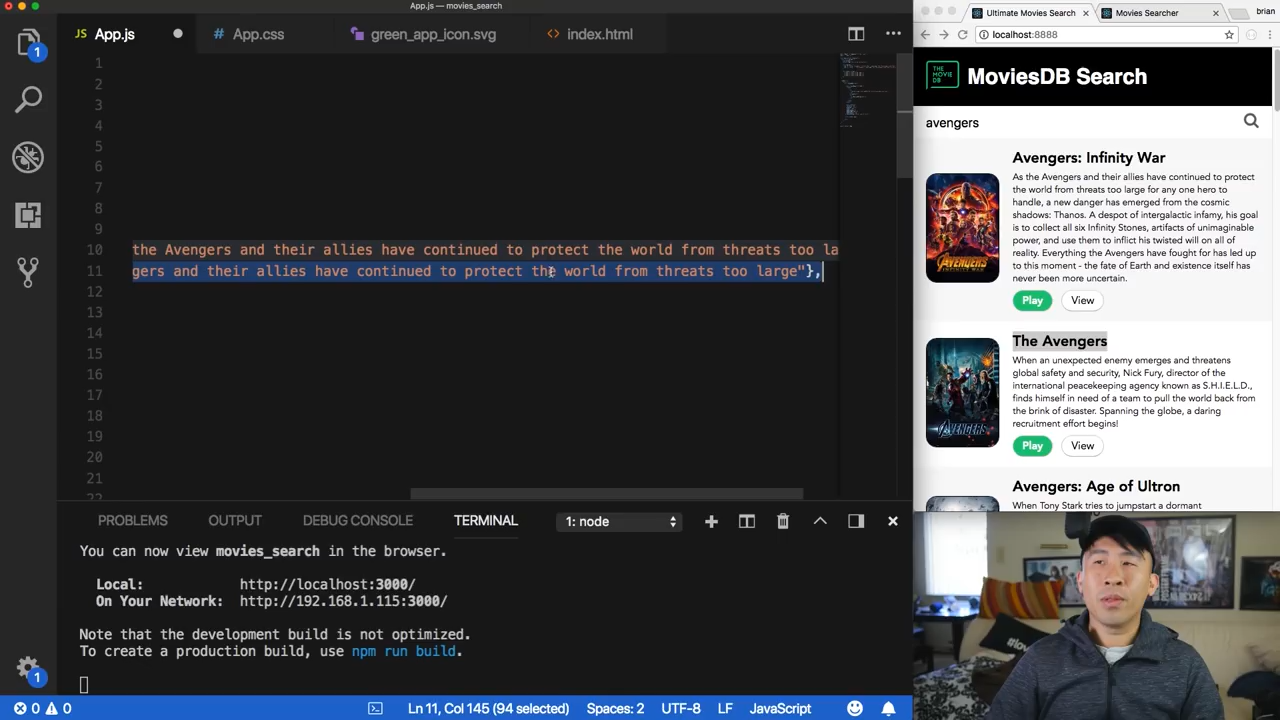 App.js — movies_search
JS App.js
# App.css
green_app_icon.svg
<> index.html
1
2
3
4
5
6
7
8
9
10 the Avengers and their allies have continued to protect the world from threats too la
11 gers and their allies have continued to protect the world from threats too large"},
12
13
14
15
16
17
18
19
20
21
22
1
1
PROBLEMS
OUTPUT
DEBUG CONSOLE
TERMINAL
1: node
You can now view movies_search in the browser.
Local: http://localhost:3000/
On Your Network: http://192.168.1.115:3000/
Note that the development build is not optimized.
To create a production build, use npm run build.
0 0
Ln 11, Col 145 (94 selected)
Spaces: 2
UTF-8
LF
JavaScript
Ultimate Movies Search
Movies Searcher
brian
localhost:8888
THE
MOVIE
DB
MoviesDB Search
avengers
Avengers: Infinity War
As the Avengers and their allies have continued to protect
the world from threats too large for any one hero to
handle, a new danger has emerged from the cosmic
shadows: Thanos. A despot of intergalactic infamy, his goal
is to collect all six Infinity Stones, artifacts of unimaginable
power, and use them to inflict his twisted will on all of
reality. Everything the Avengers have fought for has led up
to this moment - the fate of Earth and existence itself has
never been more uncertain.
AVENGERS
Play
View
The Avengers
When an unexpected enemy emerges and threatens
global safety and security, Nick Fury, director of the
international peacekeeping agency known as S.H.I.E.L.D.,
finds himself in need of a team to pull the world back from
the brink of disaster. Spanning the globe, a daring
recruitment effort begins!
AVENGERS
Play
View
Avengers: Age of Ultron
When Tony Stark tries to jumpstart a dormant